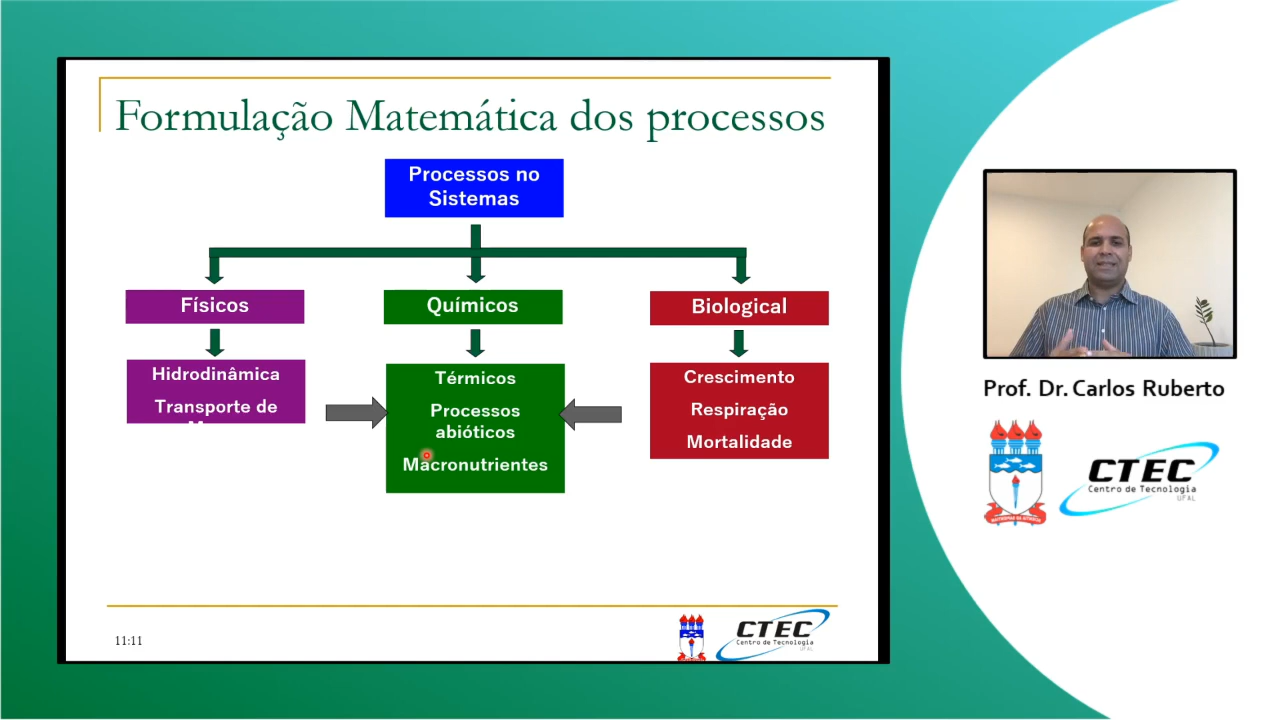 Formulação Matemática dos processos
Processos no
Sistemas
Físicos
Químicos
Biological
Hidrodinâmica
Transporte de
Térmicos
Processos
abióticos
Macronutrientes
Crescimento
Respiração
Mortalidade
11:11
CTEC
Centro de Tecnologia
UFAL
Prof. Dr. Carlos Ruberto
CTEC
Centro de Tecnologia
UFAL